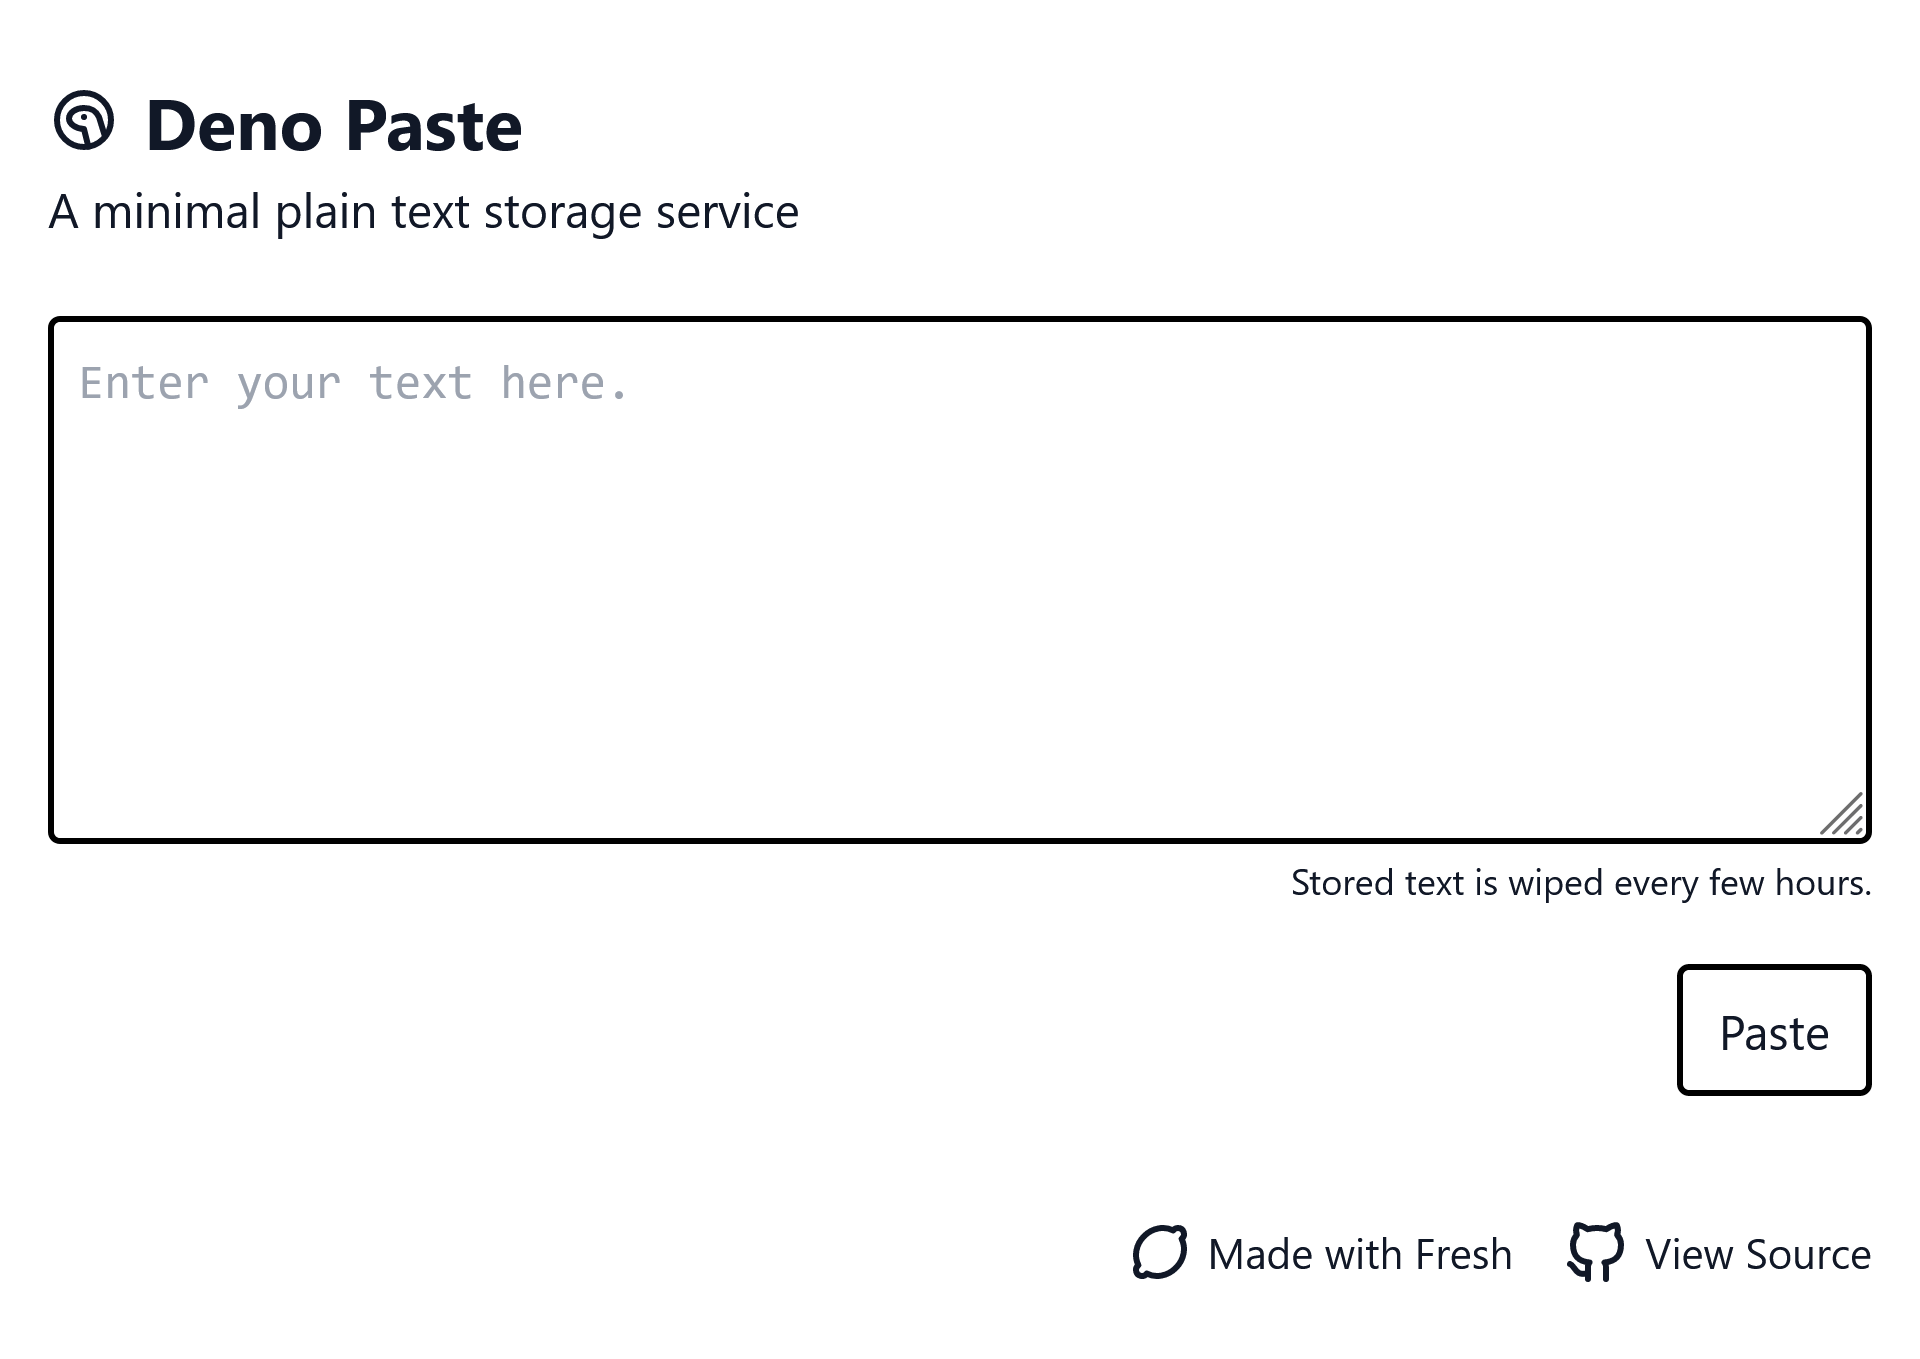 Deno Paste
A minimal plain text storage service
Enter your text here.
Stored text is wiped every few hours.
Paste
Made with Fresh
View Source